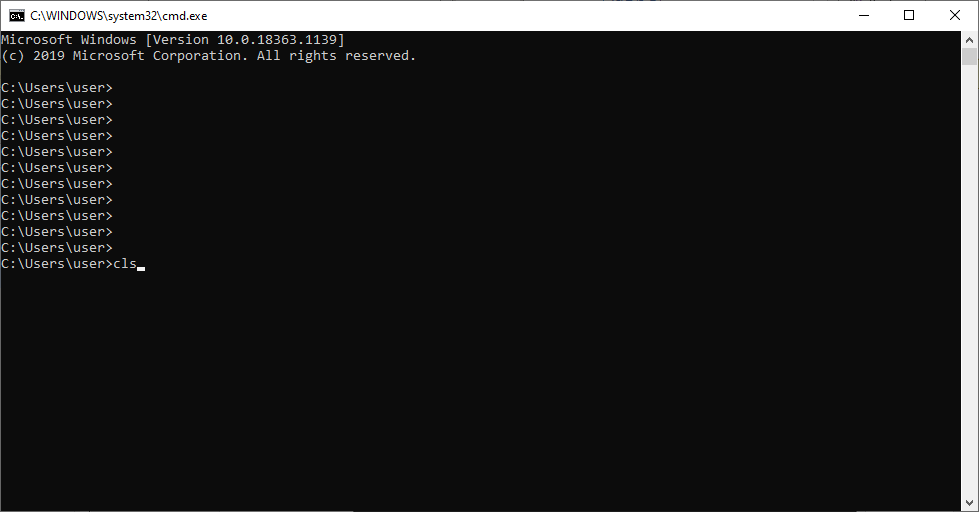 C:\WINDOWS\system32\cmd.exe
Microsoft Windows [Version 10.0.18363.1139]
(c) 2019 Microsoft Corporation. All rights reserved.
C:\Users\user>
C:\Users\user>
C:\Users\user>
C:\Users\user>
C:\Users\user>
C:\Users\user>
C:\Users\user>
C:\Users\user>
C:\Users\user>
C:\Users\user>
C:\Users\user>
C:\Users\user>cls